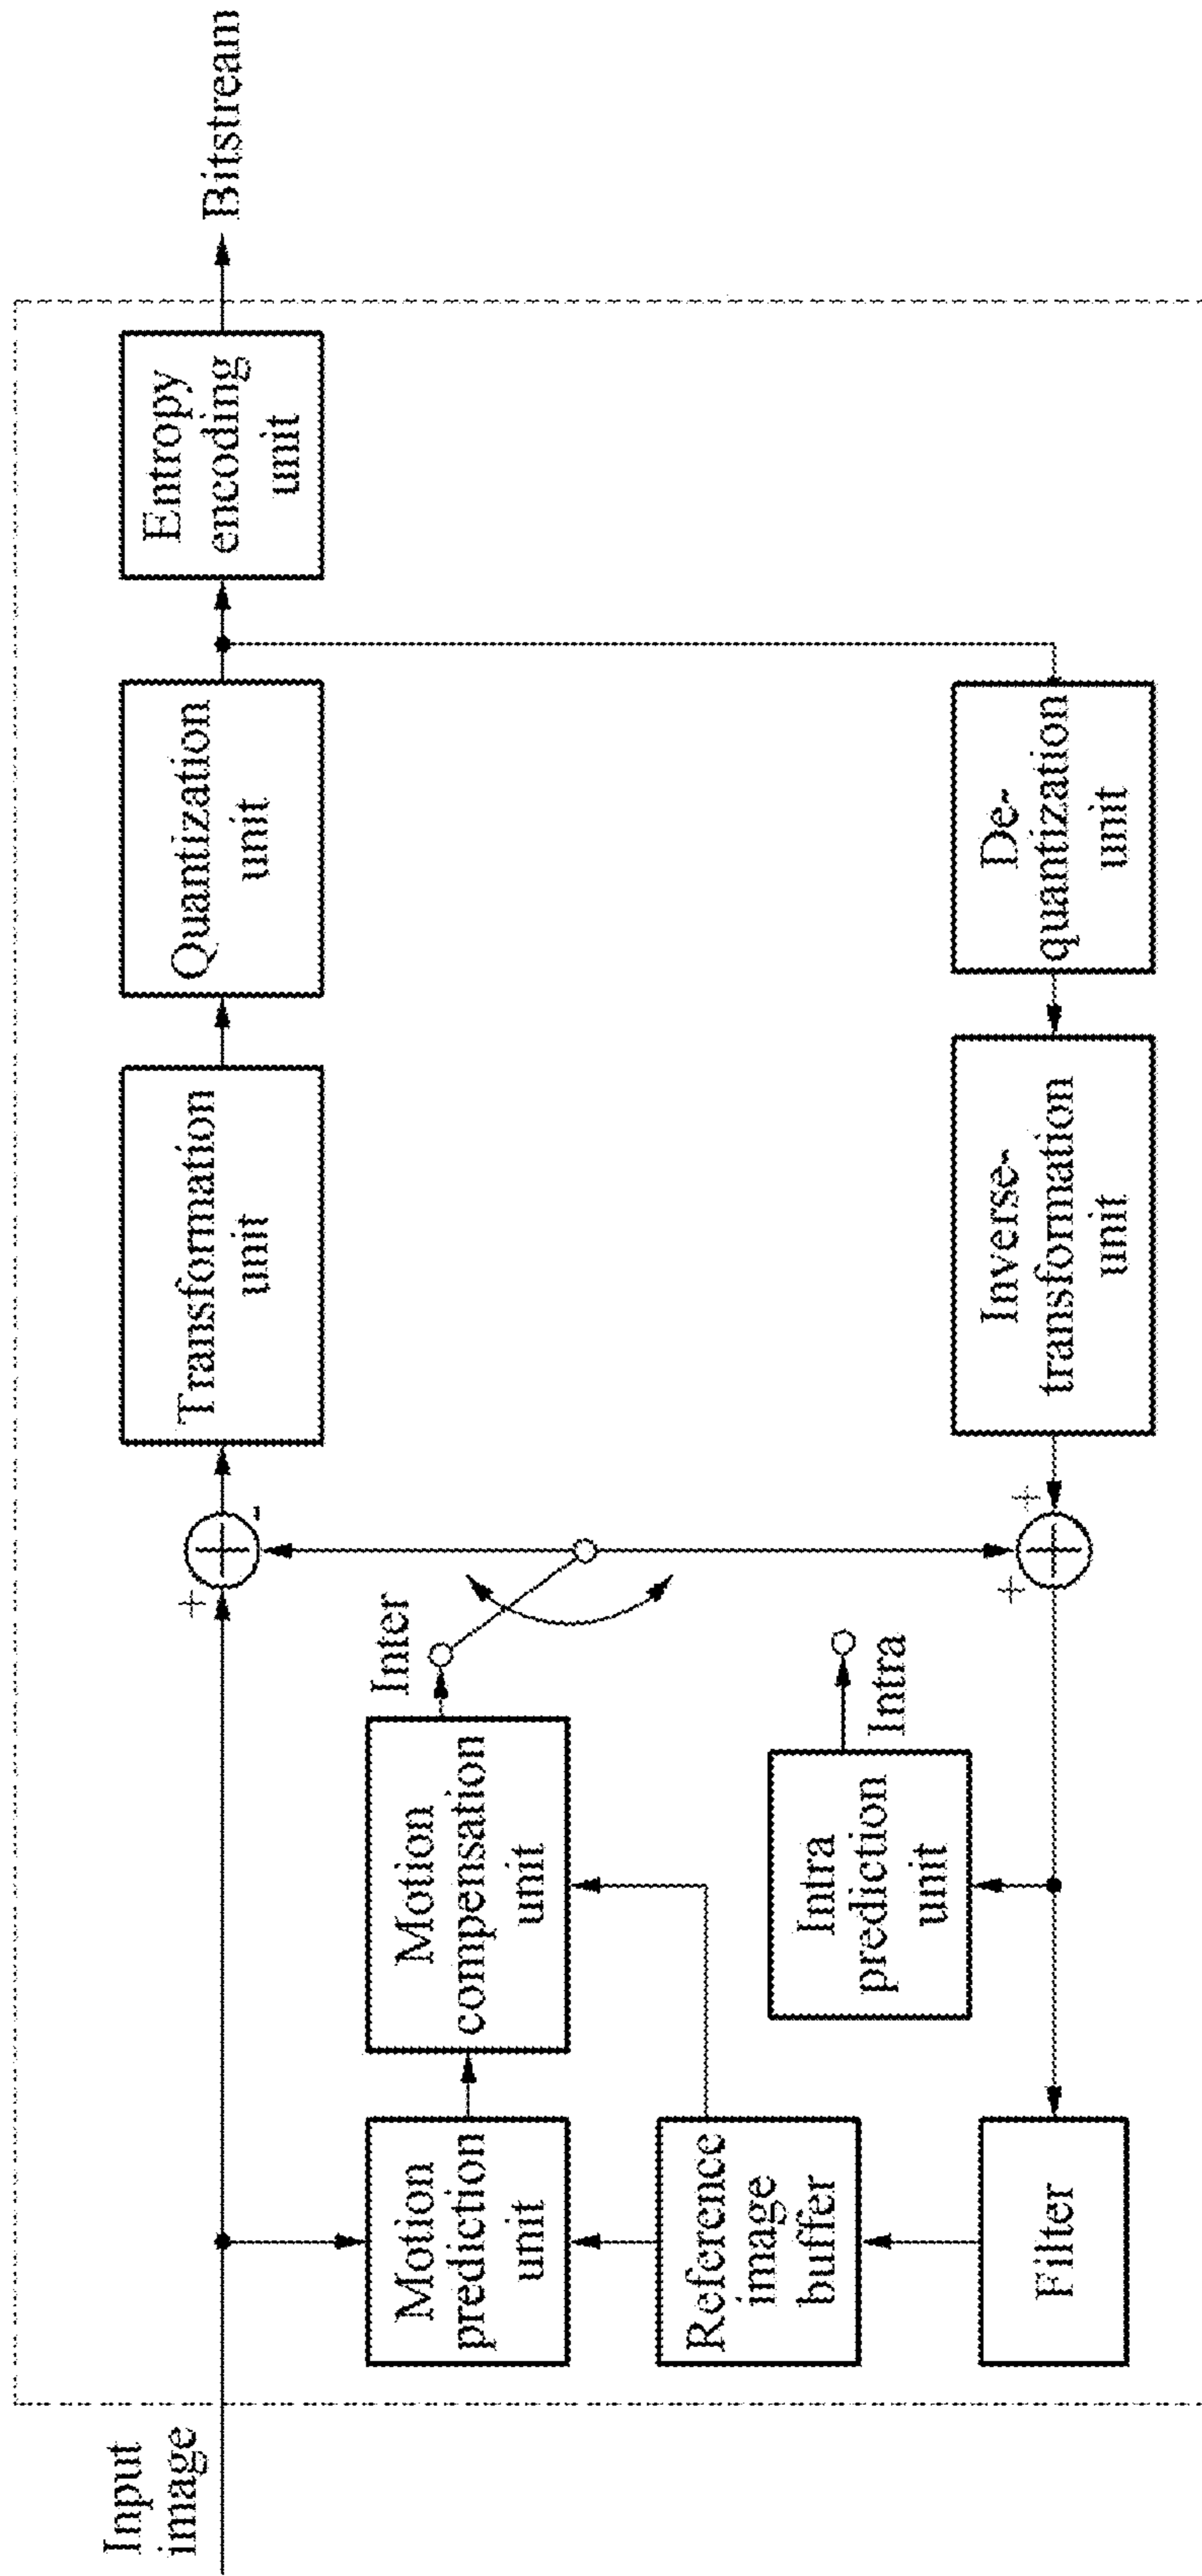 Input
image
Motion
prediction
unit
Motion
compensation
unit
Inter
Reference
image
buffer
Filter
Intra
prediction
unit
Intra
+
-
+
+
Transformation
unit
Quantization
unit
Entropy
encoding
unit
Bitstream
Inverse-
transformation
unit
De-
quantization
unit